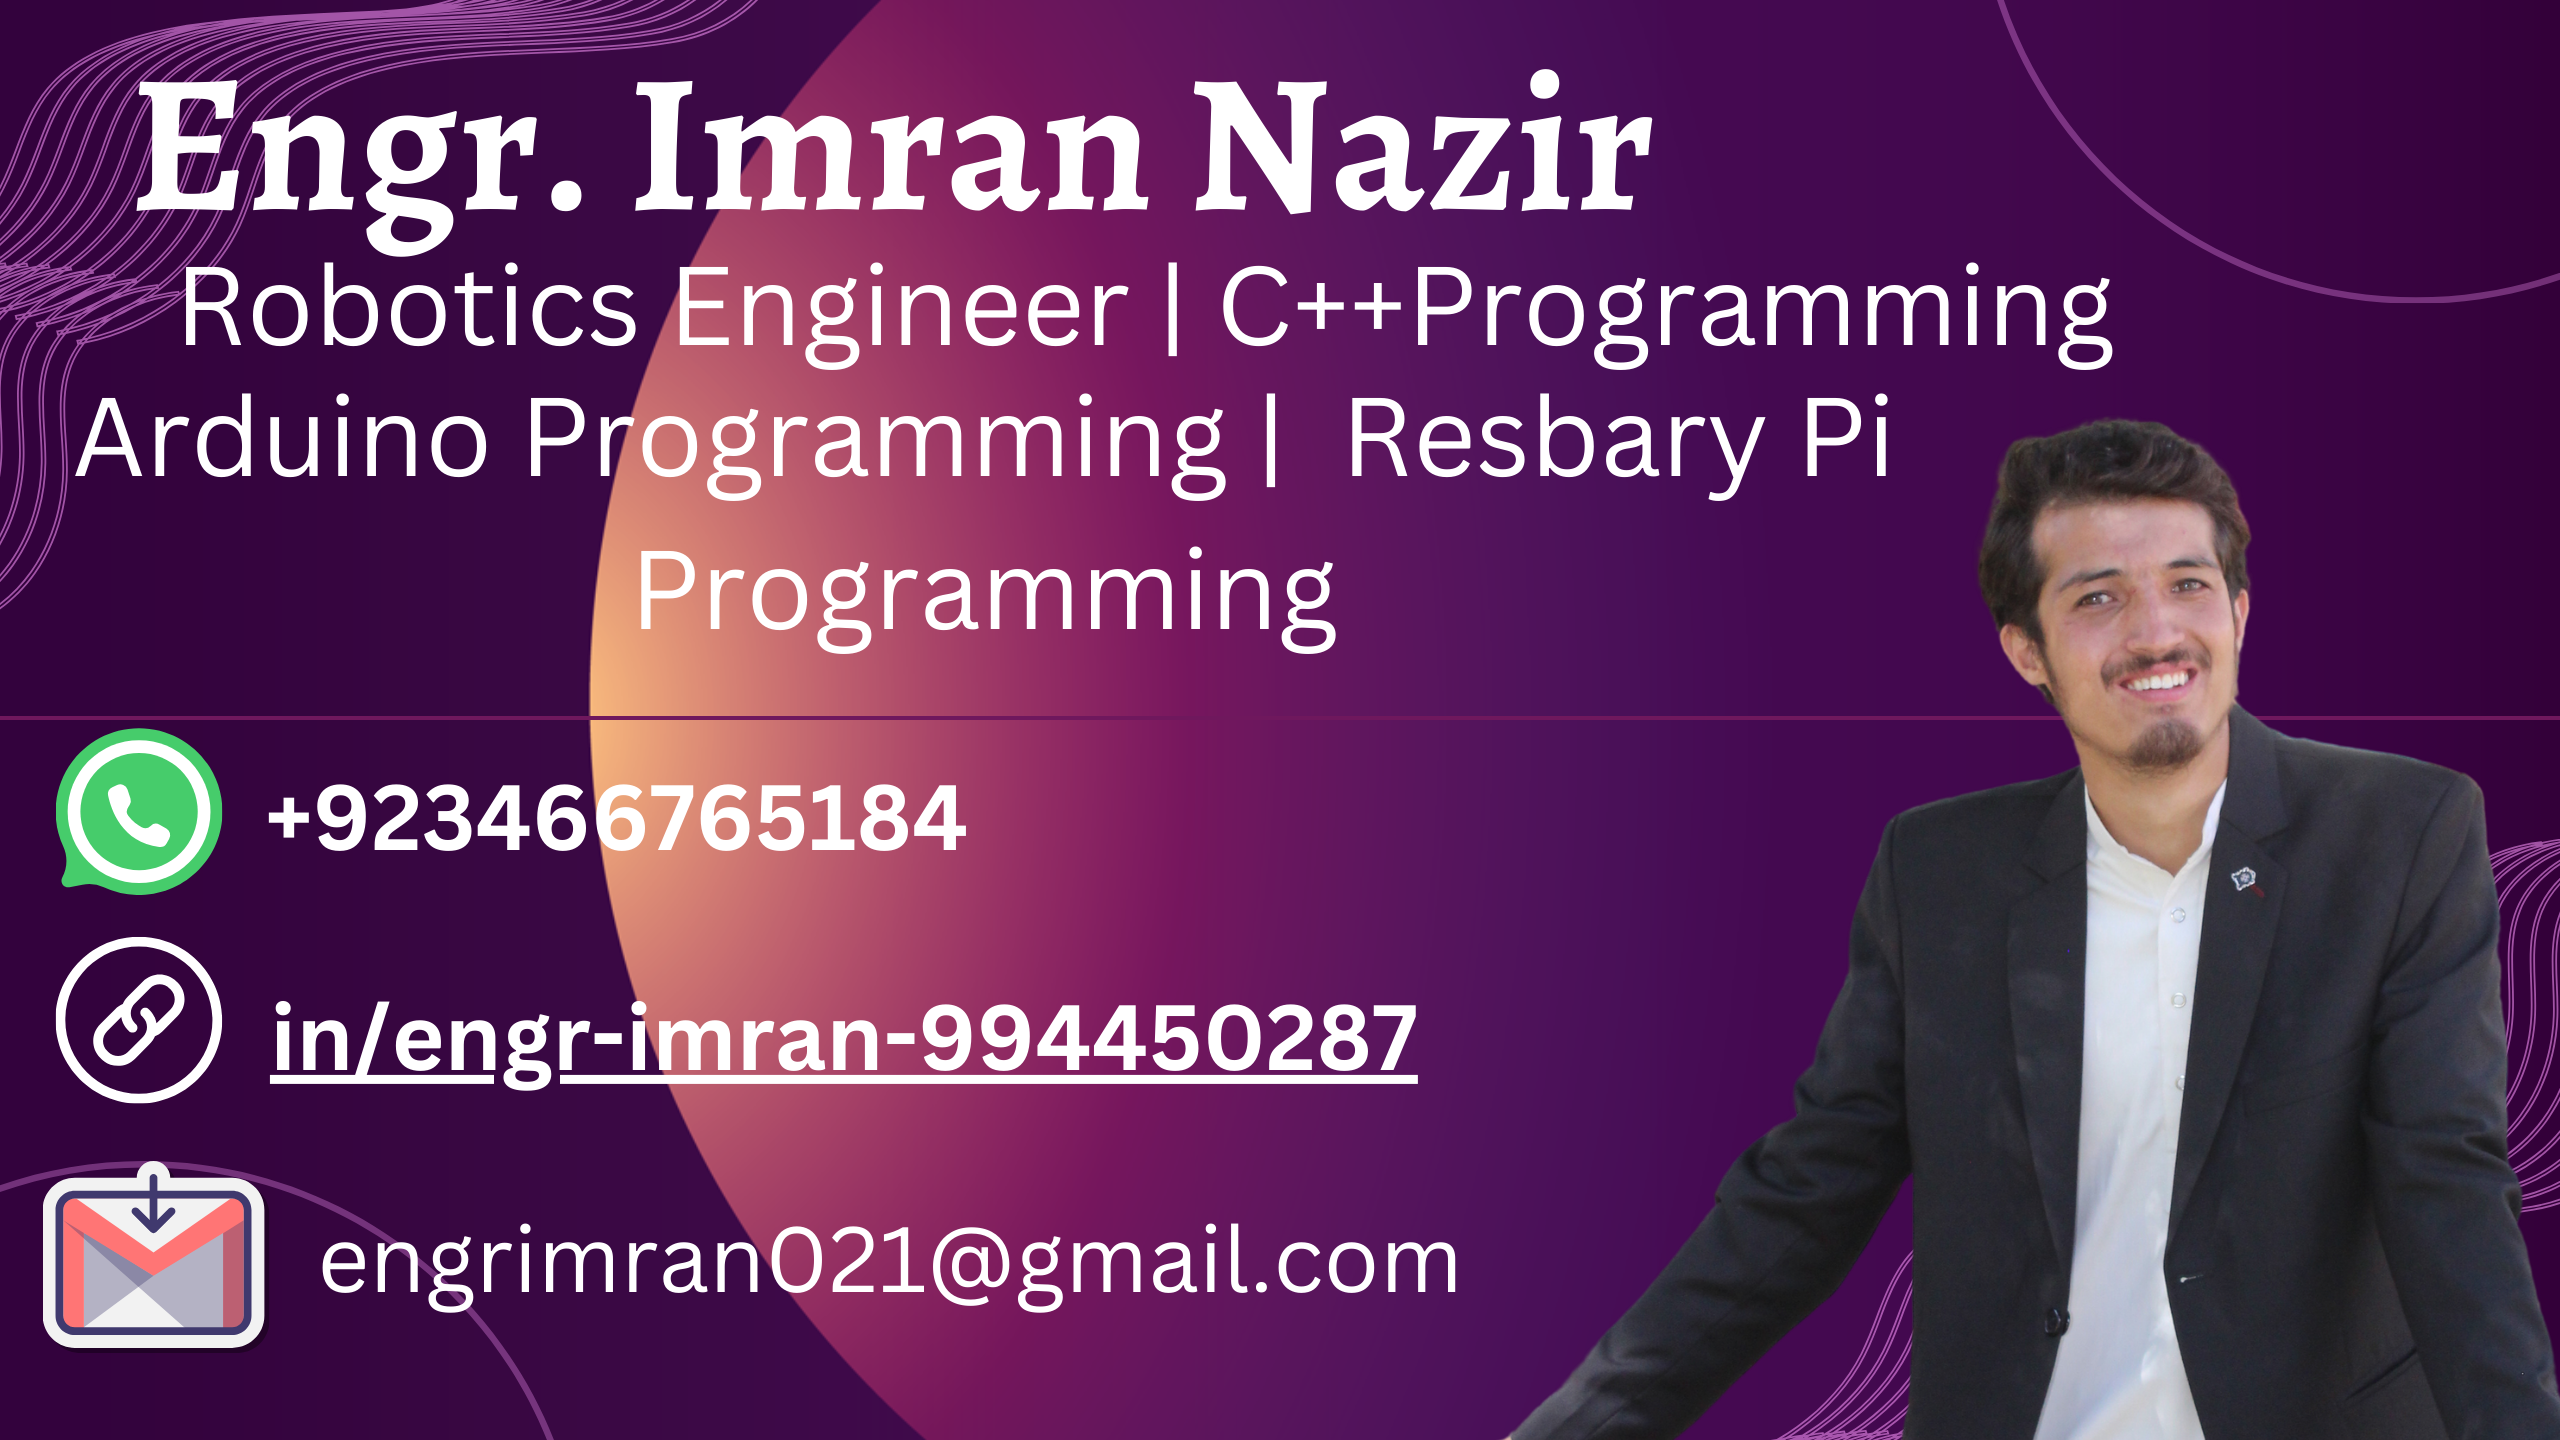 Engr. Imran Nazir
Robotics Engineer | C++Programming
Arduino Programming | Resbary Pi
Programming
+923466765184
in/engr-imran-994450287
engrimran021@gmail.com